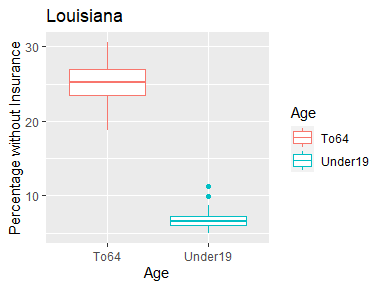 Louisiana
Percentage without Insurance
30
20
10
To64
Under19
Age
Age
To64
Under19